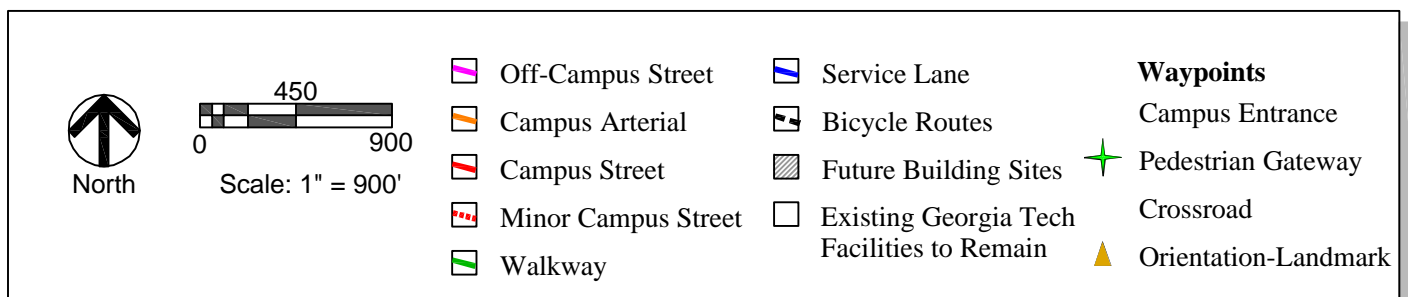 North
450
0
900
Scale: 1" = 900'
Off-Campus Street
Campus Arterial
Campus Street
Minor Campus Street
Walkway
Service Lane
Bicycle Routes
Future Building Sites
Existing Georgia Tech
Facilities to Remain
Waypoints
Campus Entrance
Pedestrian Gateway
Crossroad
Orientation-Landmark